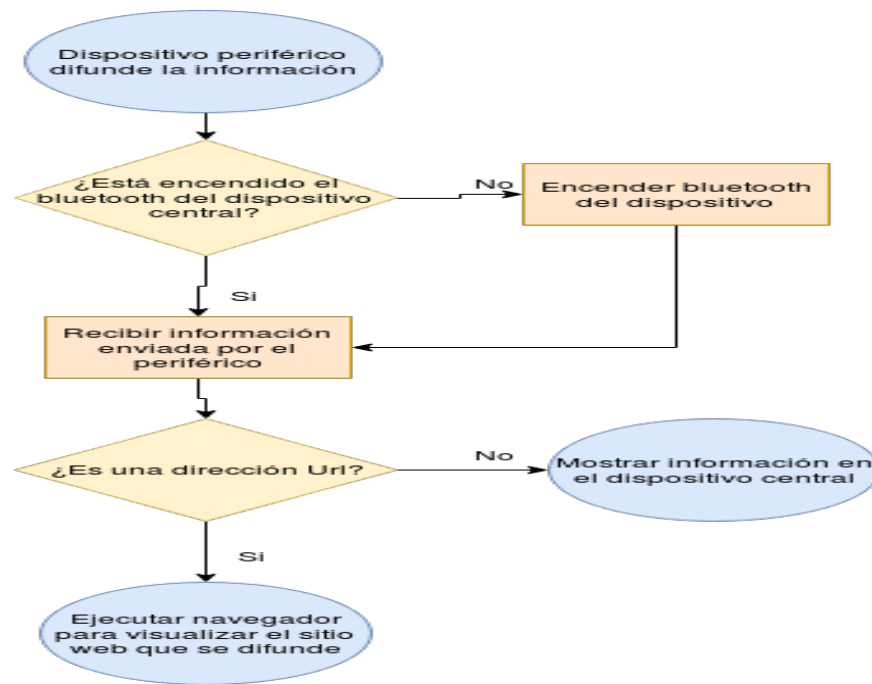 Dispositivo periférico
difunde la información
¿Está encendido el
bluetooth del dispositivo
central?
No
Encender bluetooth
del dispositivo
Si
Recibir información
enviada por el
periférico
¿Es una dirección Url?
No
Mostrar información en
el dispositivo central
Si
Ejecutar navegador
para visualizar el sitio
web que se difunde